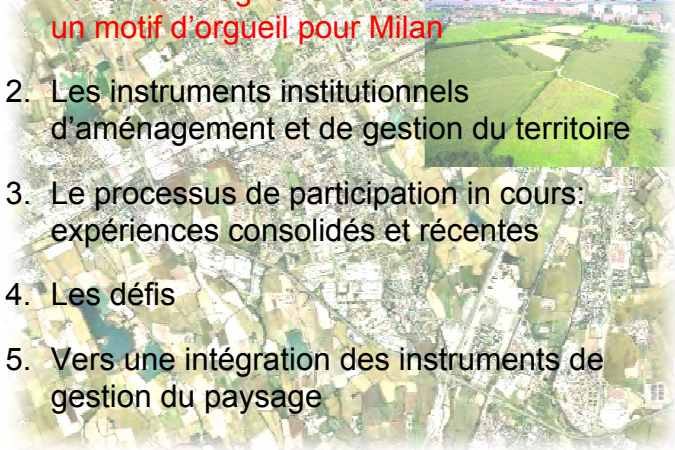 un motif d'orgueil pour Milan
2. Les instruments institutionnels
d'aménagement et de gestion du territoire
3. Le processus de participation in cours:
expériences consolidés et récentes
4. Les défis
5. Vers une intégration des instruments de
gestion du paysage